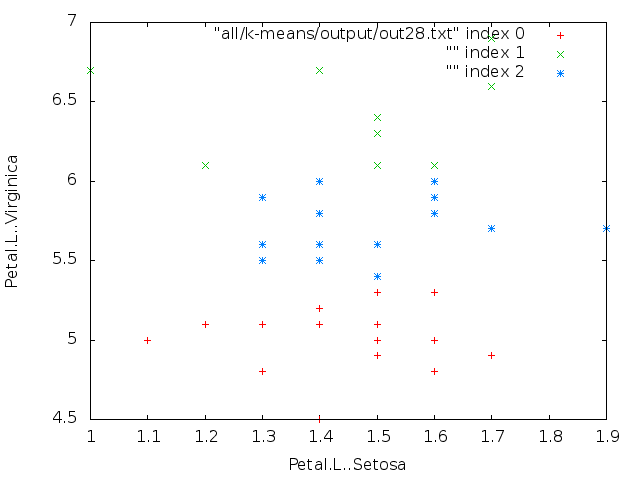 "all/k-means/output/out28.txt" index 0
"" index 1
"" index 2
7
6.5
6
5.5
5
4.5
Petal.L..Virginica
1 1.1 1.2 1.3 1.4 1.5 1.6 1.7 1.8 1.9
Petal.L..Setosa